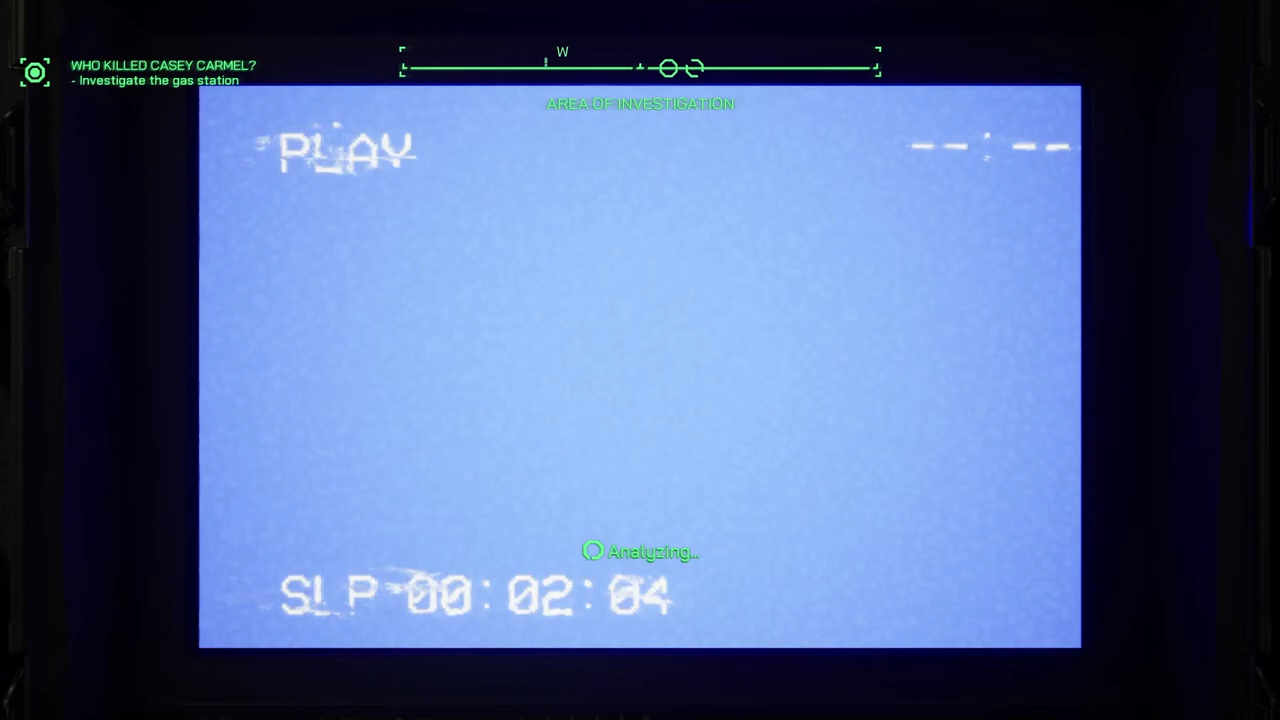 W
WHO KILLED CASEY CARMEL?
- Investigate the gas station
AREA OF INVESTIGATION
PLAY
-- : --
Analyzing...
SLP 00:02:04